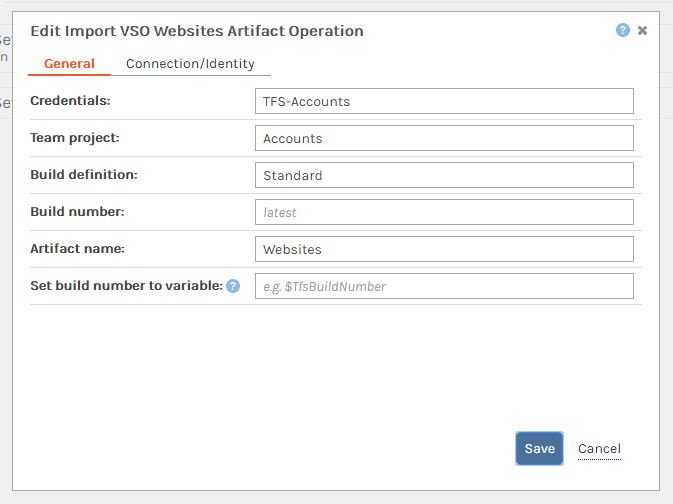 Edit Import VSO Websites Artifact Operation
?
General
Connection/Identity
Credentials:
TFS-Accounts
Team project:
Accounts
Build definition:
Standard
Build number:
latest
Artifact name:
Websites
Set build number to variable: ?
e.g. $TfsBuildNumber
Save
Cancel